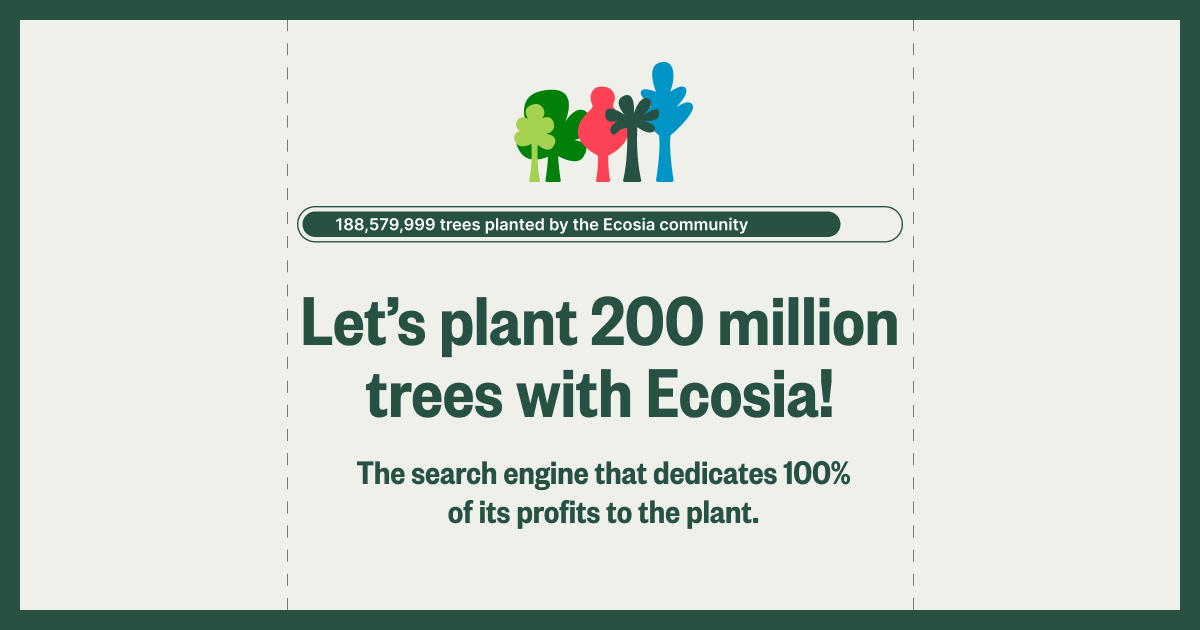 188,579,999 trees planted by the Ecosia community
Let’s plant 200 million
trees with Ecosia!
The search engine that dedicates 100%
of its profits to the plant.